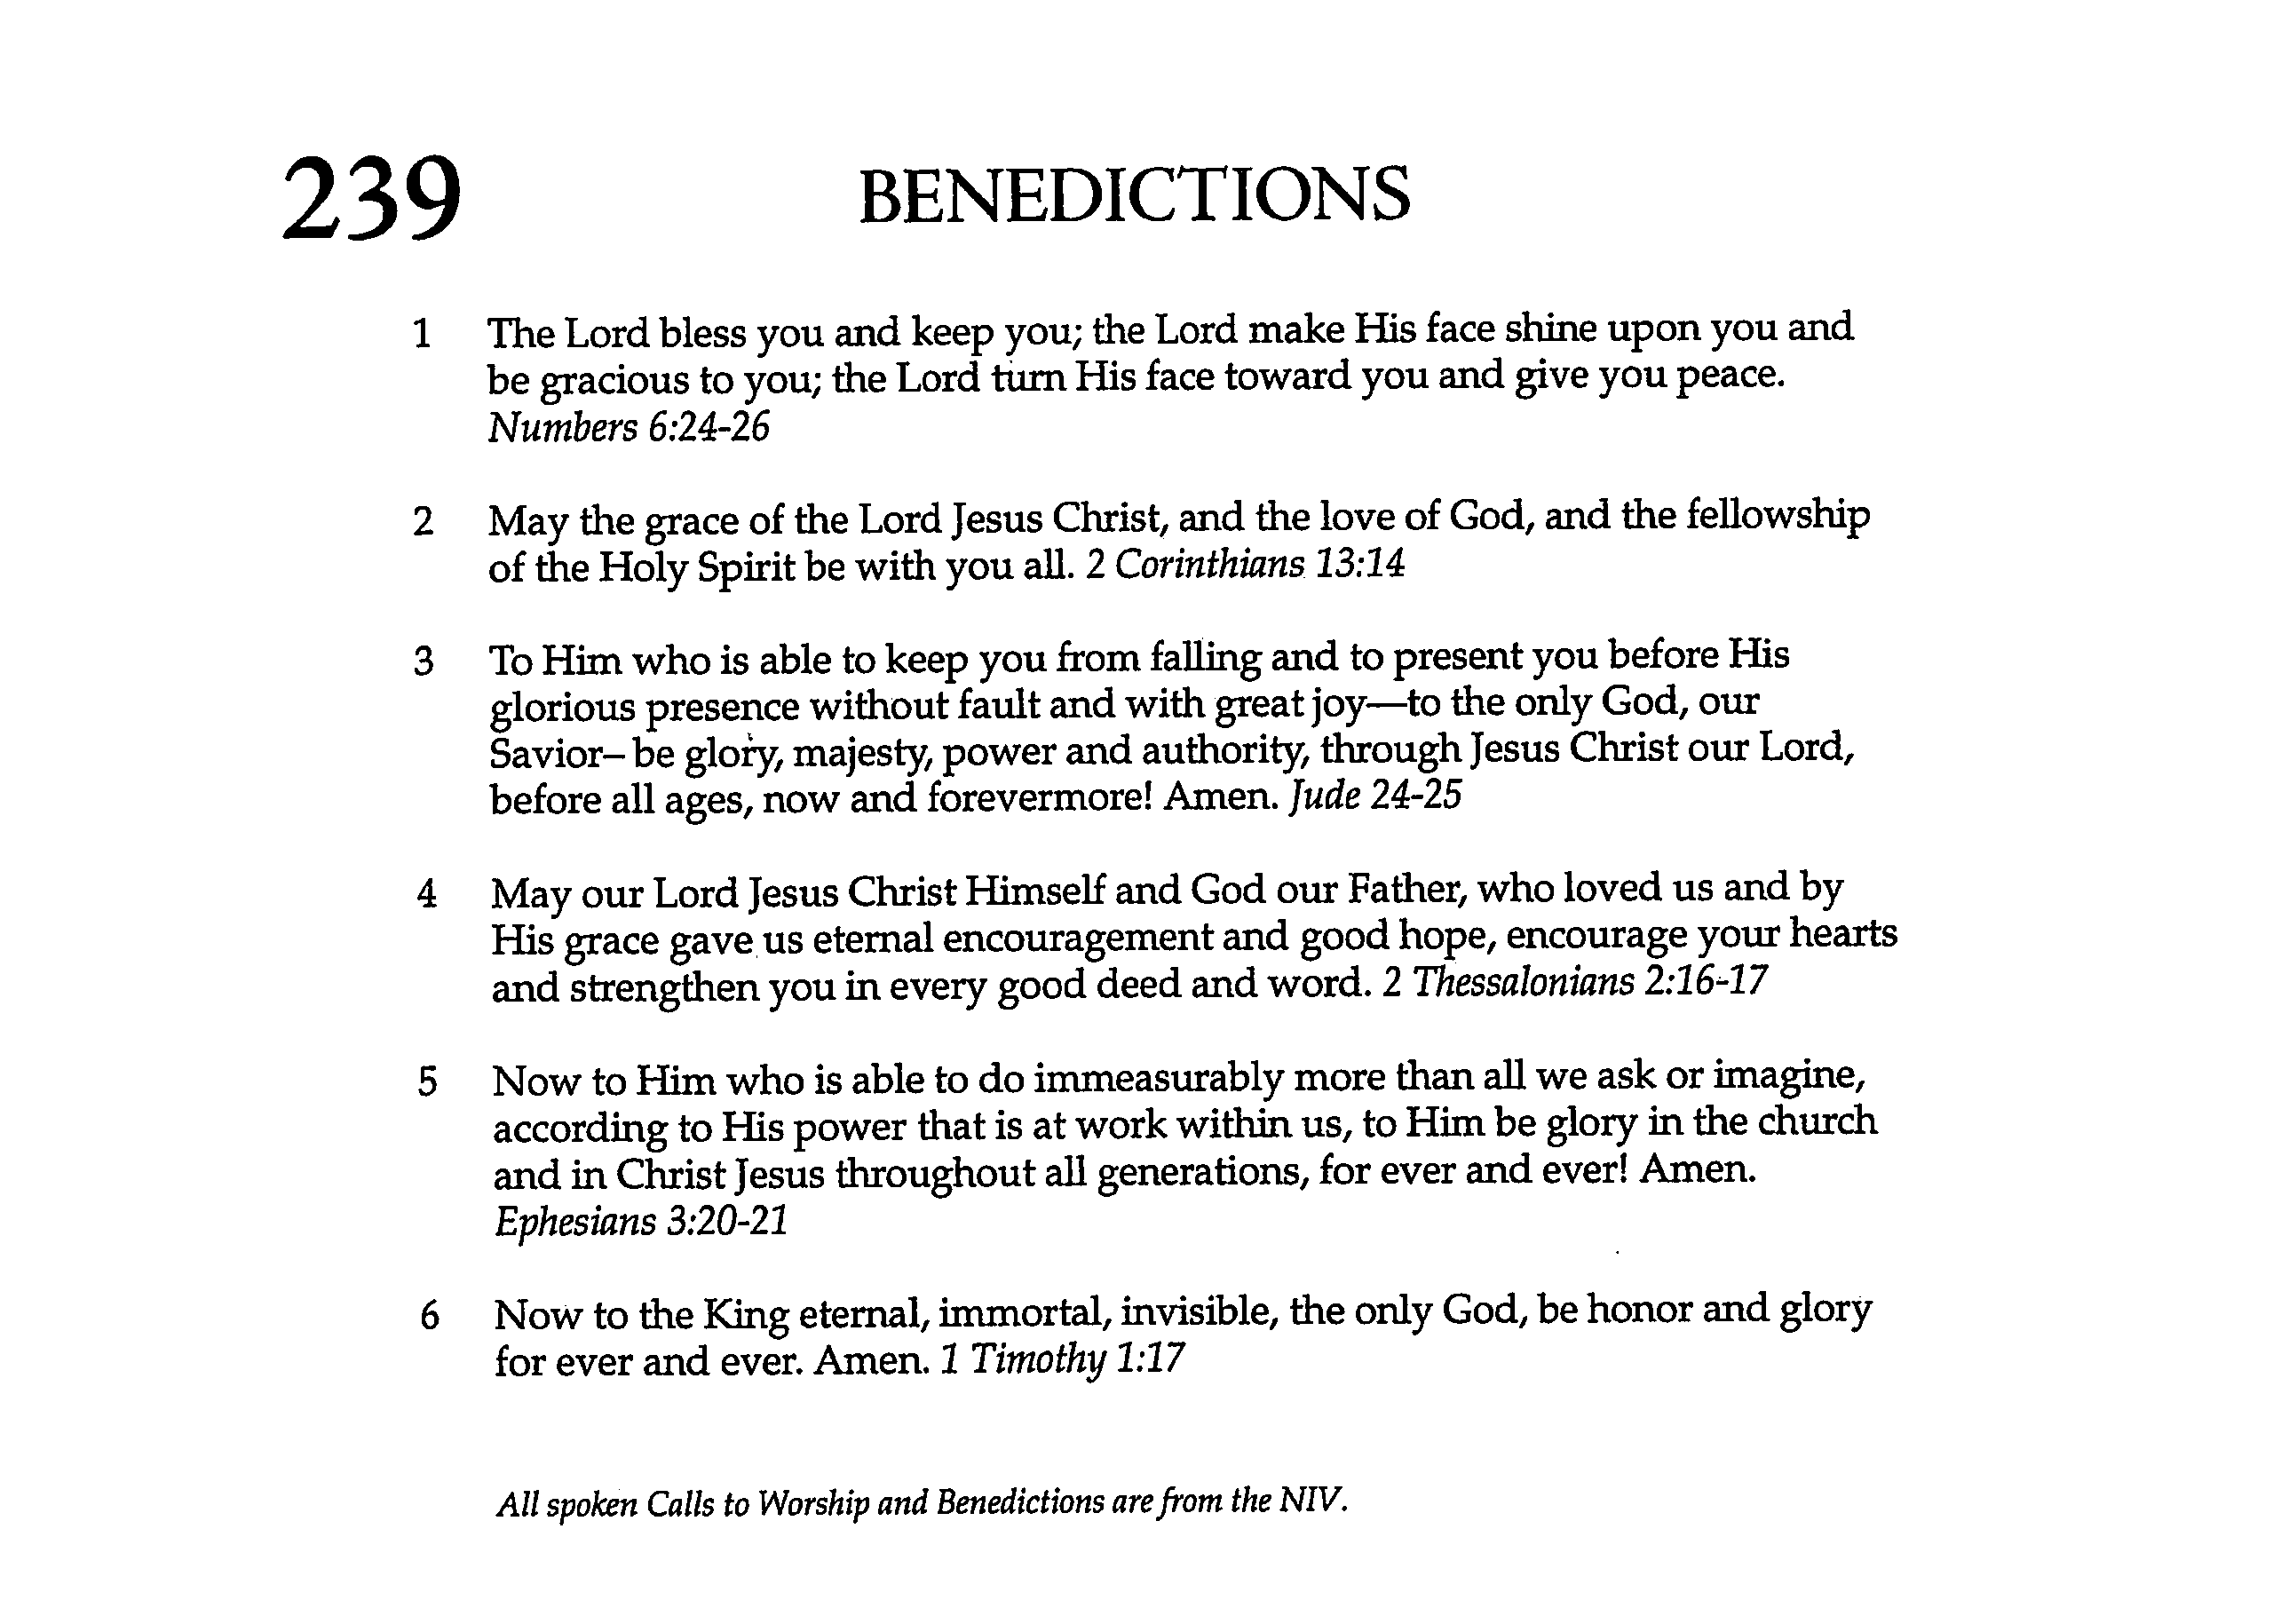 239 BENEDICTIONS
1 The Lord bless you and keep you; the Lord make His face shine upon you and
be gracious to you; the Lord turn His face toward you and give you peace.
Numbers 6:24-26
2 May the grace of the Lord Jesus Christ, and the love of God, and the fellowship
of the Holy Spirit be with you all. 2 Corinthians 13:14
3 To Him who is able to keep you from falling and to present you before His
glorious presence without fault and with great joy—to the only God, our
Savior– be glory, majesty, power and authority, through Jesus Christ our Lord,
before all ages, now and forevermore! Amen. Jude 24-25
4 May our Lord Jesus Christ Himself and God our Father, who loved us and by
His grace gave us eternal encouragement and good hope, encourage your hearts
and strengthen you in every good deed and word. 2 Thessalonians 2:16-17
5 Now to Him who is able to do immeasurably more than all we ask or imagine,
according to His power that is at work within us, to Him be glory in the church
and in Christ Jesus throughout all generations, for ever and ever! Amen.
Ephesians 3:20-21
6 Now to the King eternal, immortal, invisible, the only God, be honor and glory
for ever and ever. Amen. 1 Timothy 1:17
All spoken Calls to Worship and Benedictions are from the NIV.